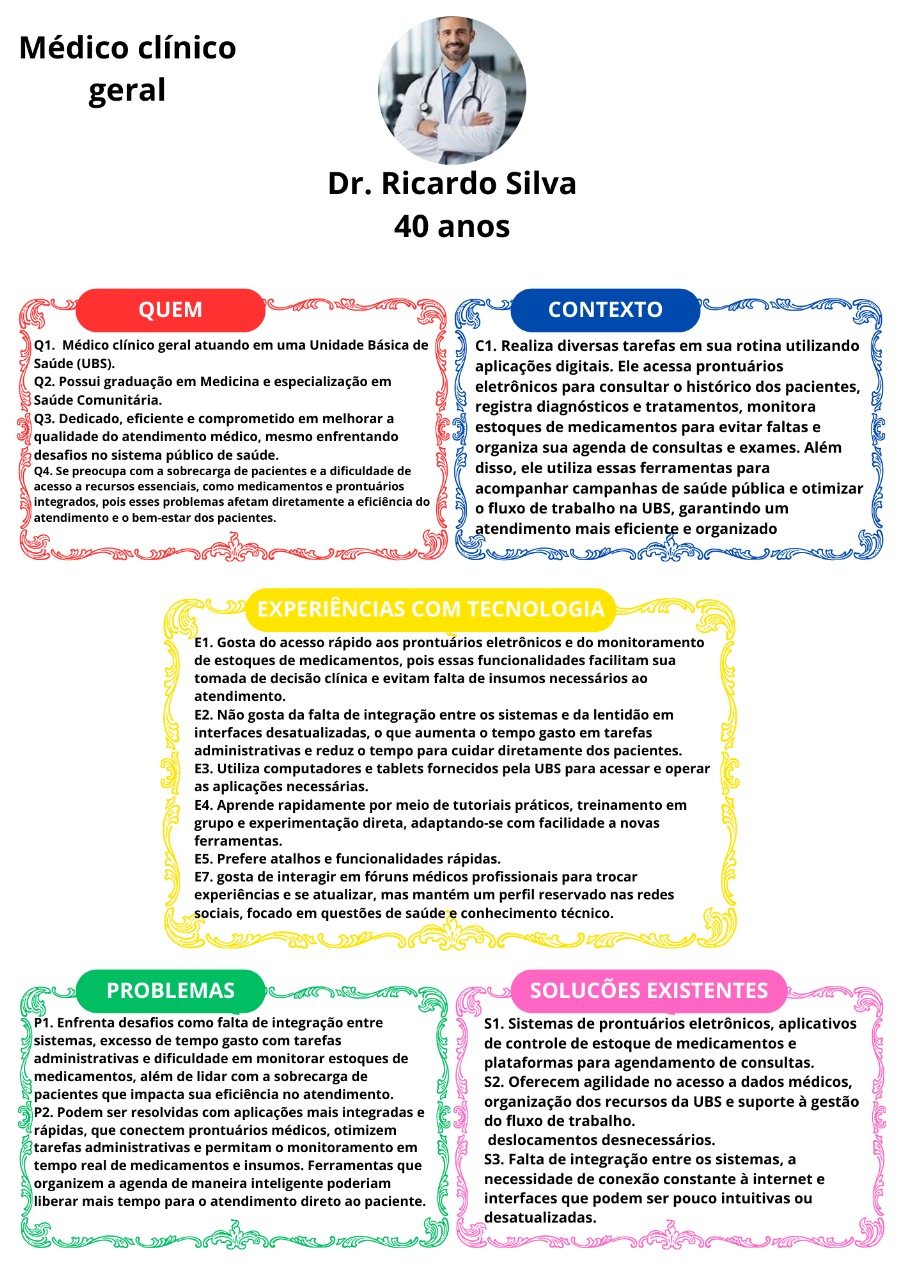 Médico clínico
geral
Dr. Ricardo Silva
40 anos
QUEM
Q1.  Médico clínico geral atuando em uma Unidade Básica de
Saúde (UBS).
Q2. Possui graduação em Medicina e especialização em
Saúde Comunitária.
Q3. Dedicado, eficiente e comprometido em melhorar a
qualidade do atendimento médico, mesmo enfrentando
desafios no sistema público de saúde.
Q4. Se preocupa com a sobrecarga de pacientes e a dificuldade de
acesso a recursos essenciais, como medicamentos e prontuários
integrados, pois esses problemas afetam diretamente a eficiência do
atendimento e o bem-estar dos pacientes.
CONTEXTO
C1. Realiza diversas tarefas em sua rotina utilizando
aplicações digitais. Ele acessa prontuários
eletrônicos para consultar o histórico dos pacientes,
registra diagnósticos e tratamentos, monitora
estoques de medicamentos para evitar faltas e
organiza sua agenda de consultas e exames. Além
disso, ele utiliza essas ferramentas para
acompanhar campanhas de saúde pública e otimizar
o fluxo de trabalho na UBS, garantindo um
atendimento mais eficiente e organizado
EXPERIÊNCIAS COM TECNOLOGIA
E1. Gosta do acesso rápido aos prontuários eletrônicos e do monitoramento
de estoques de medicamentos, pois essas funcionalidades facilitam sua
tomada de decisão clínica e evitam falta de insumos necessários ao
atendimento.
E2. Não gosta da falta de integração entre os sistemas e da lentidão em
interfaces desatualizadas, o que aumenta o tempo gasto em tarefas
administrativas e reduz o tempo para cuidar diretamente dos pacientes.
E3. Utiliza computadores e tablets fornecidos pela UBS para acessar e operar
as aplicações necessárias.
E4. Aprende rapidamente por meio de tutoriais práticos, treinamento em
grupo e experimentação direta, adaptando-se com facilidade a novas
ferramentas.
E5. Prefere atalhos e funcionalidades rápidas.
E7. gosta de interagir em fóruns médicos profissionais para trocar
experiências e se atualizar, mas mantém um perfil reservado nas redes
sociais, focado em questões de saúde e conhecimento técnico.
PROBLEMAS
P1. Enfrenta desafios como falta de integração entre
sistemas, excesso de tempo gasto com tarefas
administrativas e dificuldade em monitorar estoques de
medicamentos, além de lidar com a sobrecarga de
pacientes que impacta sua eficiência no atendimento.
P2. Podem ser resolvidas com aplicações mais integradas e
rápidas, que conectem prontuários médicos, otimizem
tarefas administrativas e permitam o monitoramento em
tempo real de medicamentos e insumos. Ferramentas que
organizem a agenda de maneira inteligente poderiam
liberar mais tempo para o atendimento direto ao paciente.
SOLUCÕES EXISTENTES
S1. Sistemas de prontuários eletrônicos, aplicativos
de controle de estoque de medicamentos e
plataformas para agendamento de consultas.
S2. Oferecem agilidade no acesso a dados médicos,
organização dos recursos da UBS e suporte à gestão
do fluxo de trabalho.
deslocamentos desnecessários.
S3. Falta de integração entre os sistemas, a
necessidade de conexão constante à internet e
interfaces que podem ser pouco intuitivas ou
desatualizadas.